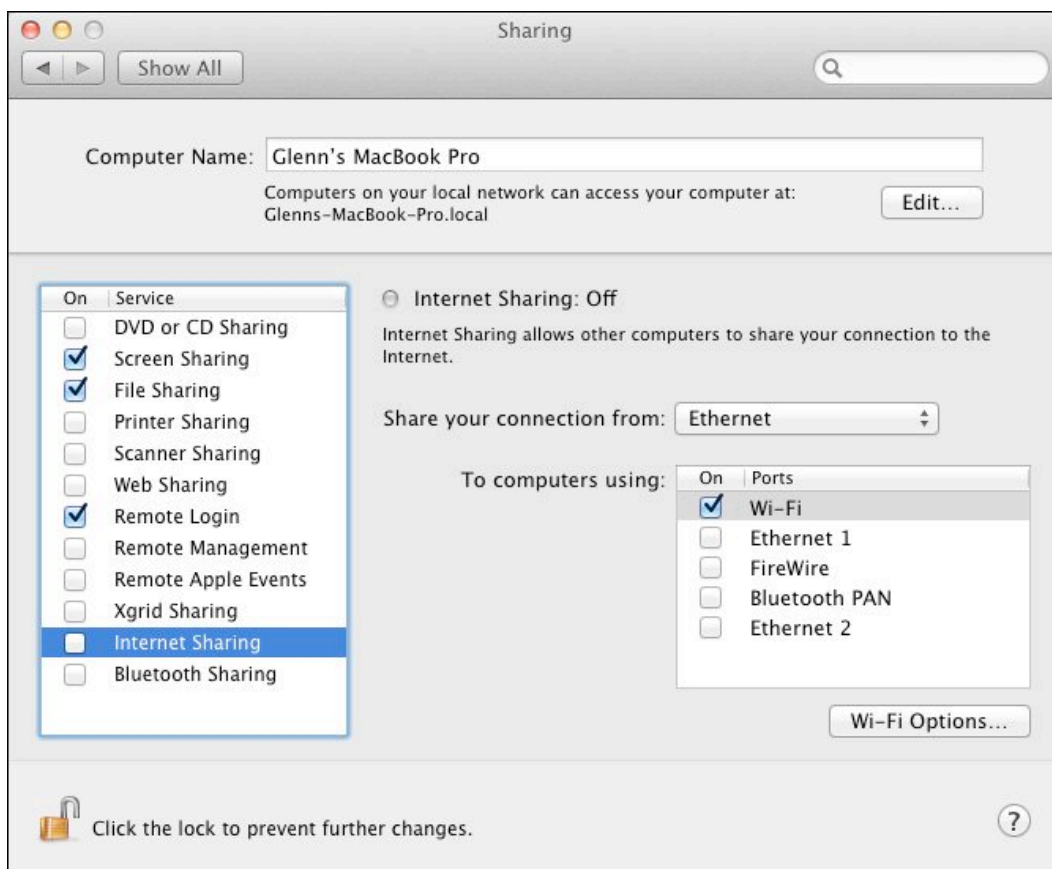 Sharing
Show All
Computer Name: Glenn's MacBook Pro
Computers on your local network can access your computer at:
Glenns-MacBook-Pro.local
Edit...
On Service
DVD or CD Sharing
Screen Sharing
File Sharing
Printer Sharing
Scanner Sharing
Web Sharing
Remote Login
Remote Management
Remote Apple Events
Xgrid Sharing
Internet Sharing
Bluetooth Sharing
Internet Sharing: Off
Internet Sharing allows other computers to share your connection to the
Internet.
Share your connection from: Ethernet
To computers using:
On Ports
Wi-Fi
Ethernet 1
FireWire
Bluetooth PAN
Ethernet 2
Wi-Fi Options...
Click the lock to prevent further changes.
?